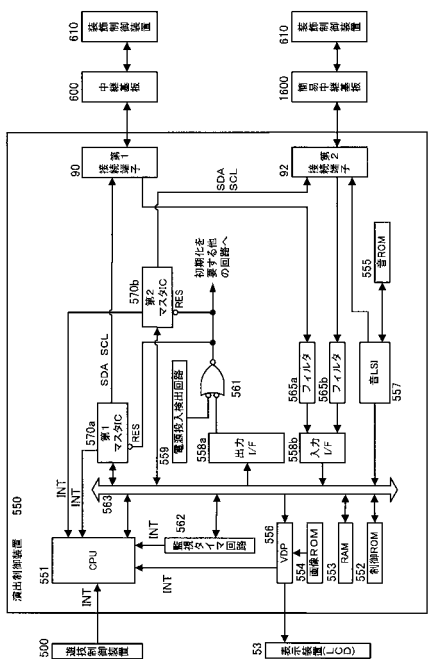 550
演出制御装置
500
遊技制御装置
INT
551
CPU
INT
INT
563
INT
562
監視タイマ回路
INT
556
VDP
554
画像ROM
53
表示装置(LCD)
553
RAM
552
制御ROM
570a
第1
マスタIC
RES
SDA SCL
570b
第2
マスタIC
RES
SDA
SCL
559
電源投入検出回路
561
初期化を
要する他
の回路へ
558a
出力
I/F
558b
入力
I/F
565a
フィルタ
565b
フィルタ
557
音LSI
555
音ROM
90
第1
接続端子
92
第2
接続端子
600
中継基板
610
装飾制御装置
1600
簡易中継基板
610
装飾制御装置